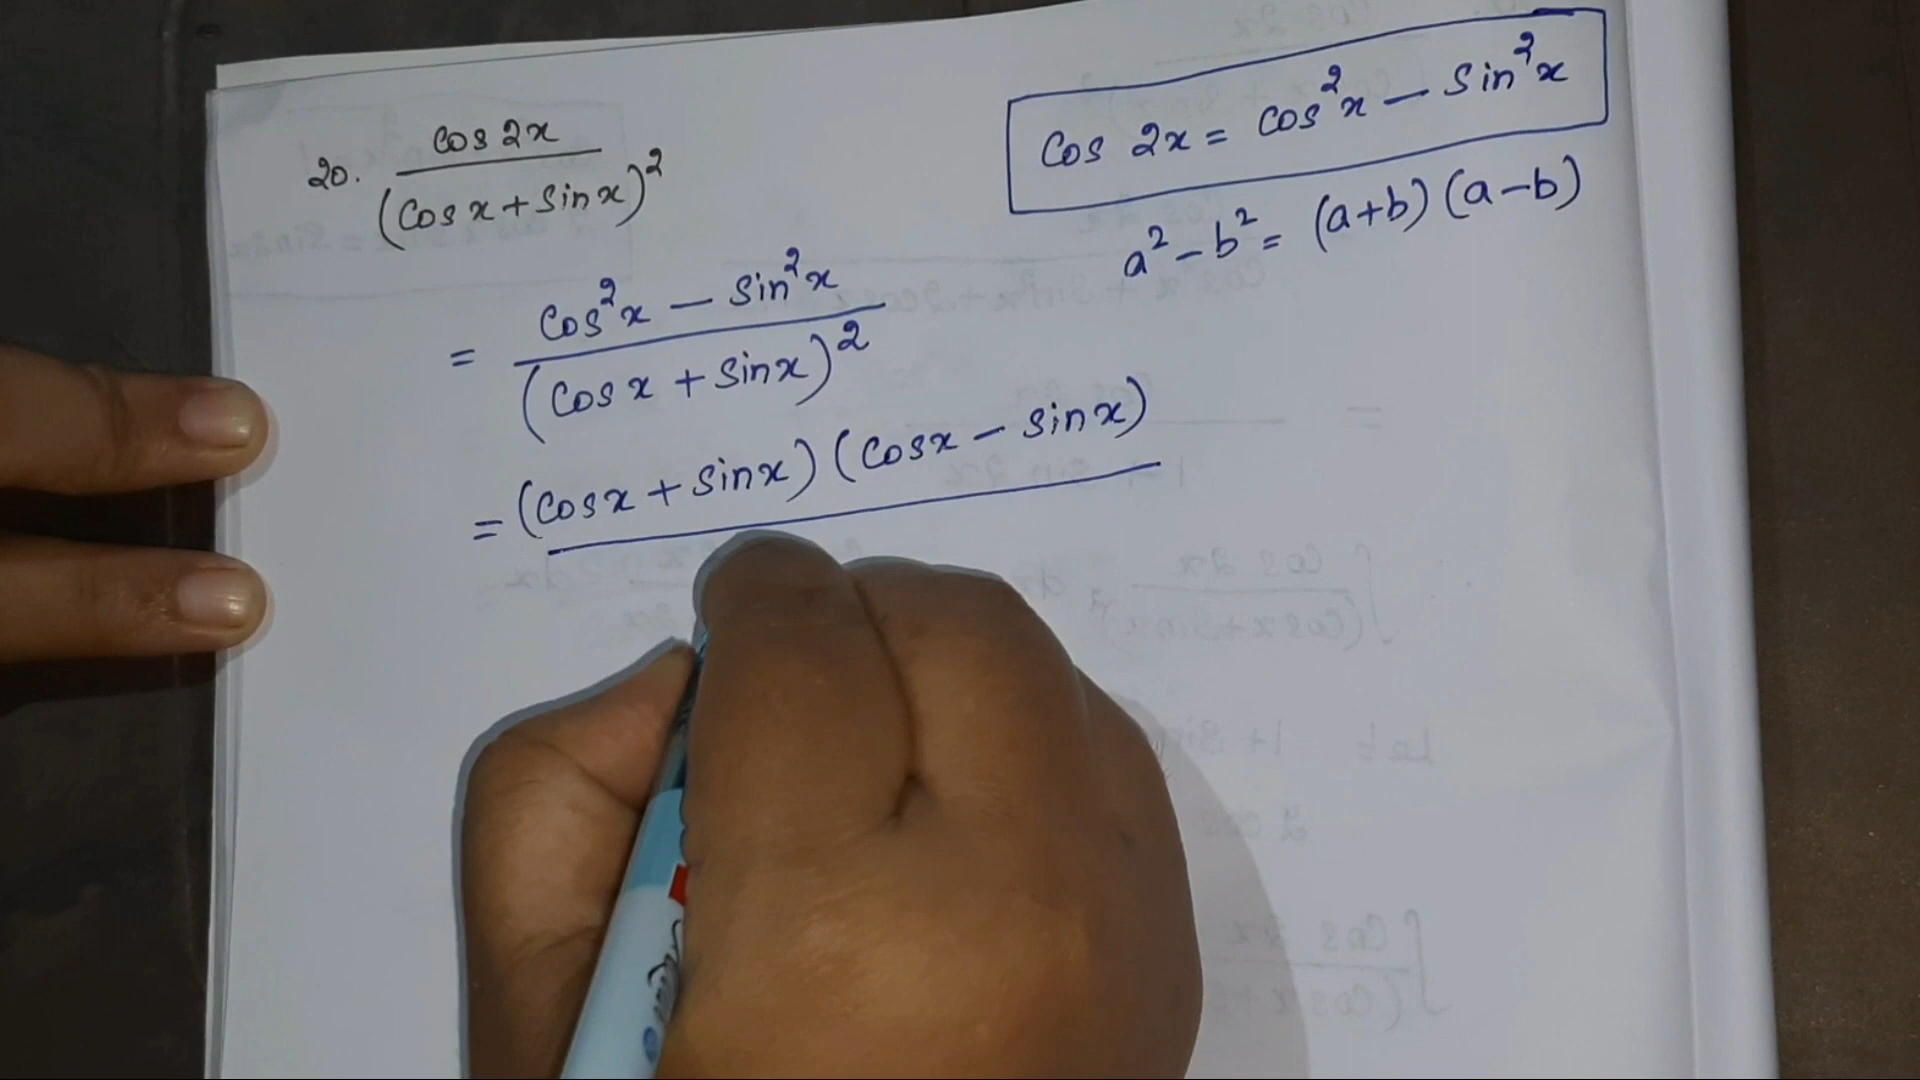 20. cos 2x / (cos x + sin x)²
cos 2x = cos²x − sin²x
a² − b² = (a+b) (a−b)
= cos²x − sin²x / (cos x + sin x)²
= (cos x + sin x) (cos x − sin x)